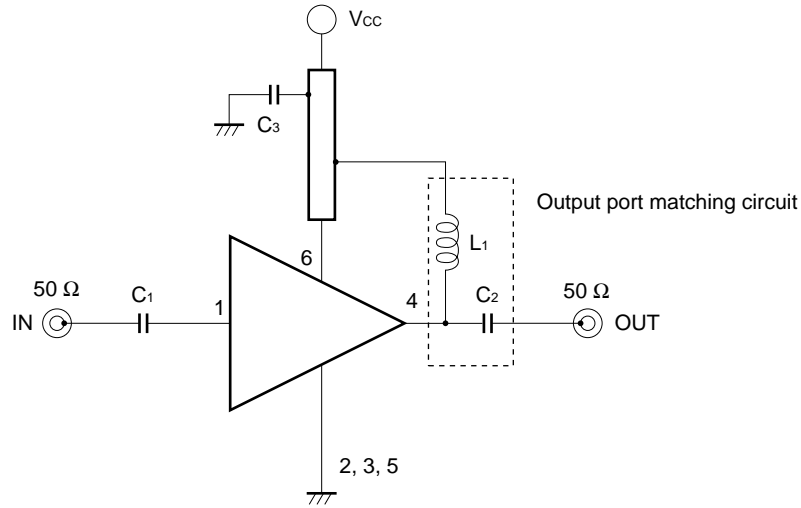 VCC
C3
Output port matching circuit
L1
6
50 Ω
C1
1
4
C2
50 Ω
IN
OUT
2, 3, 5